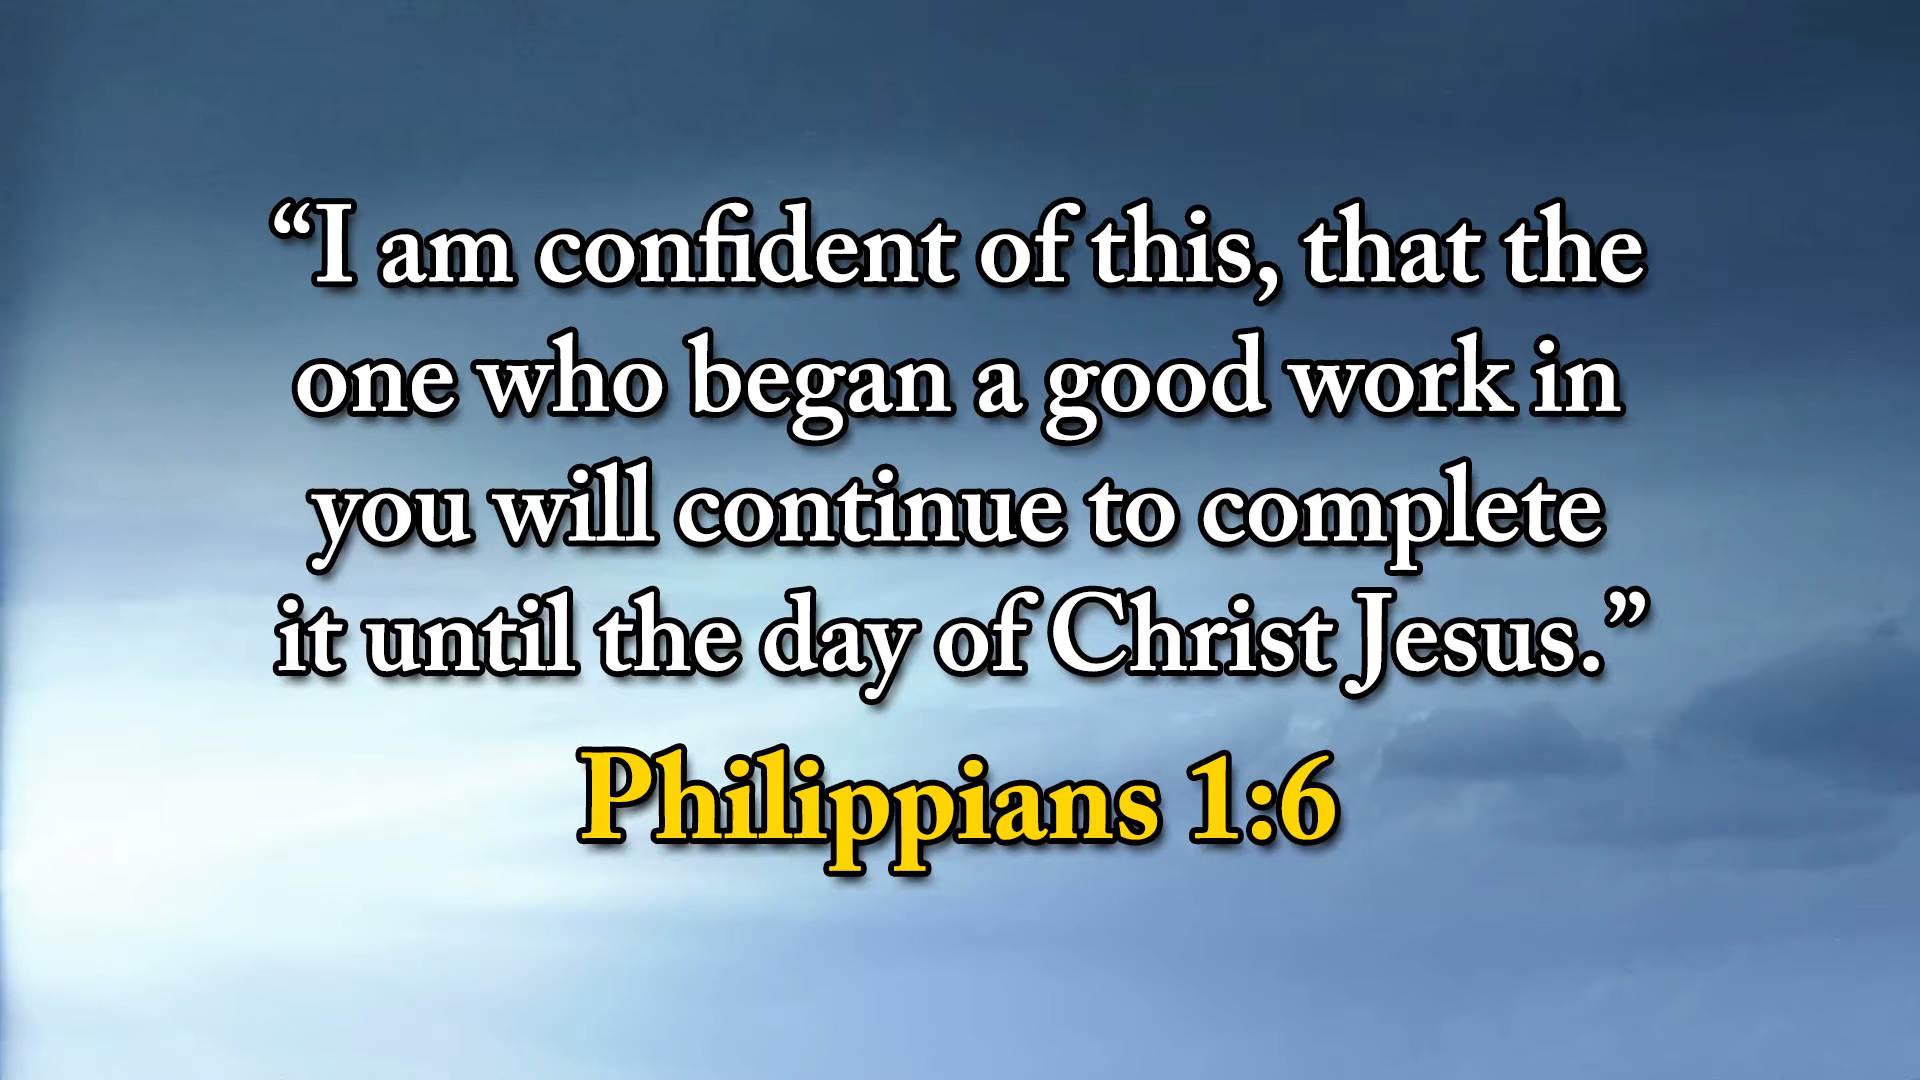 “I am confident of this, that the
one who began a good work in
you will continue to complete
it until the day of Christ Jesus.”
Philippians 1:6